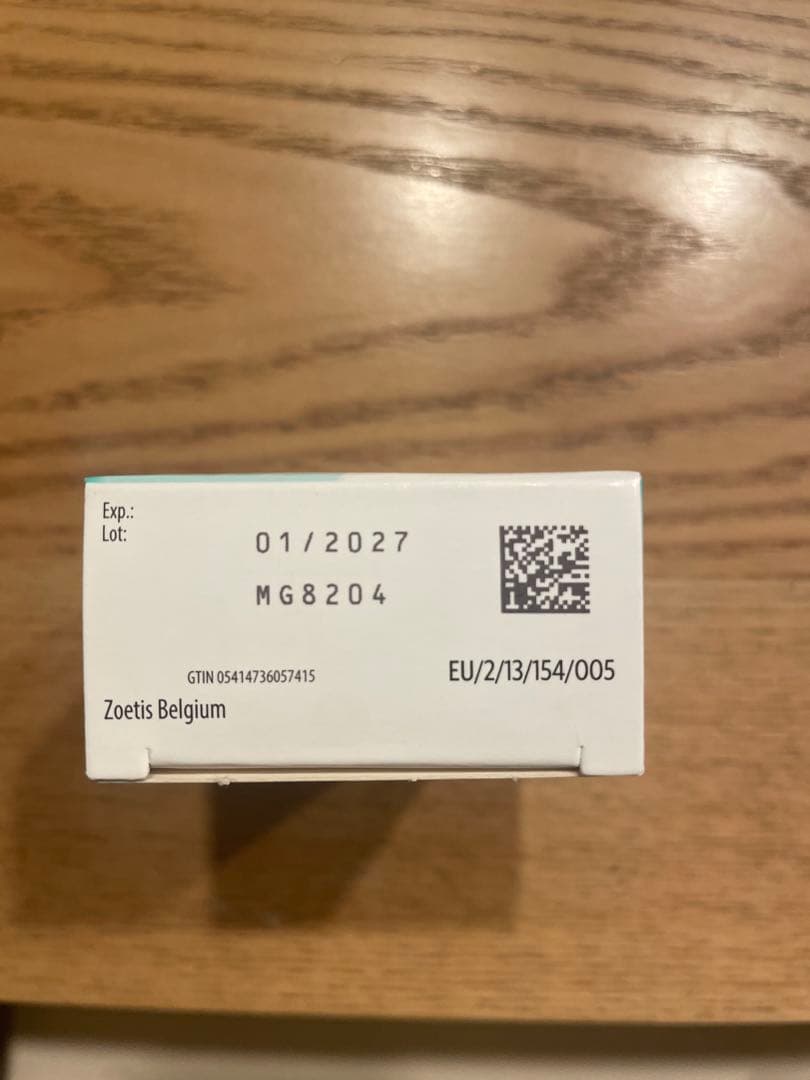 Exp.:
Lot:
01/2027
MG8204
GTIN 05414736057415
EU/2/13/154/005
Zoetis Belgium